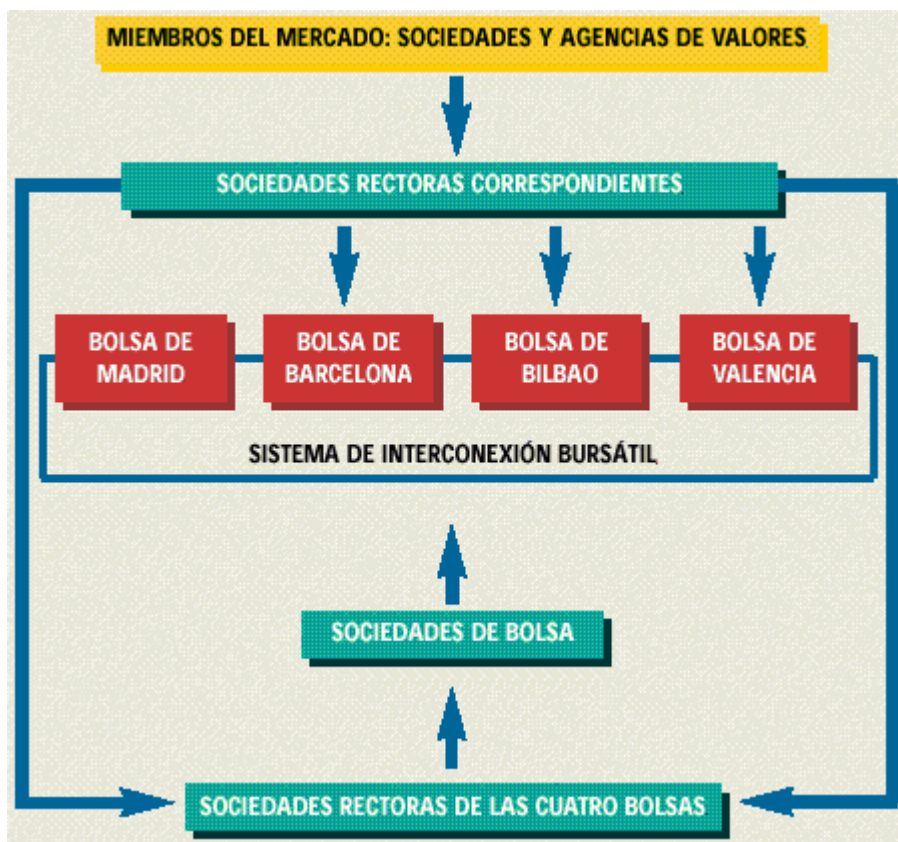 MIEMBROS DEL MERCADO: SOCIEDADES Y AGENCIAS DE VALORES
SOCIEDADES RECTORAS CORRESPONDIENTES
BOLSA DE
MADRID
BOLSA DE
BARCELONA
BOLSA DE
BILBAO
BOLSA DE
VALENCIA
SISTEMA DE INTERCONEXIÓN BURSÁTIL
SOCIEDADES DE BOLSA
SOCIEDADES RECTORAS DE LAS CUATRO BOLSAS